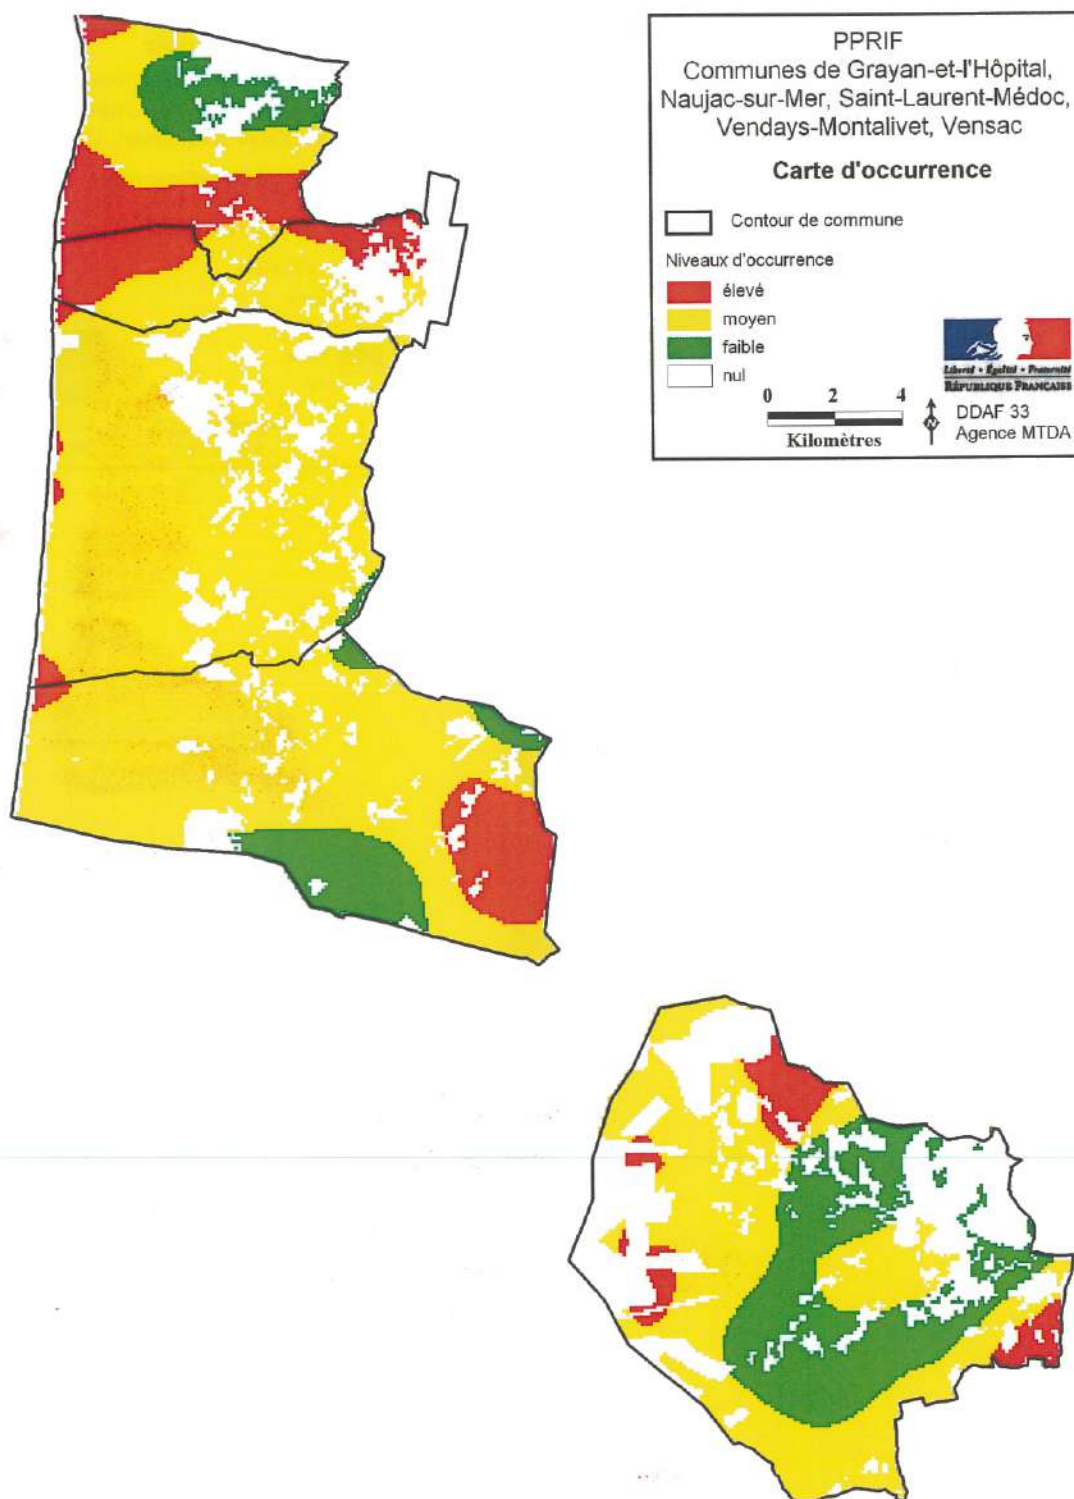 PPRIF
Communes de Grayan-et-l'Hôpital,
Naujac-sur-Mer, Saint-Laurent-Médoc,
Vendays-Montalivet, Vensac
Carte d'occurrence
Contour de commune
Niveaux d'occurrence
élevé
moyen
faible
nul
Liberté • Égalité • Fraternité
RÉPUBLIQUE FRANÇAISE
0 2 4
Kilomètres
N
DDAF 33
Agence MTDA